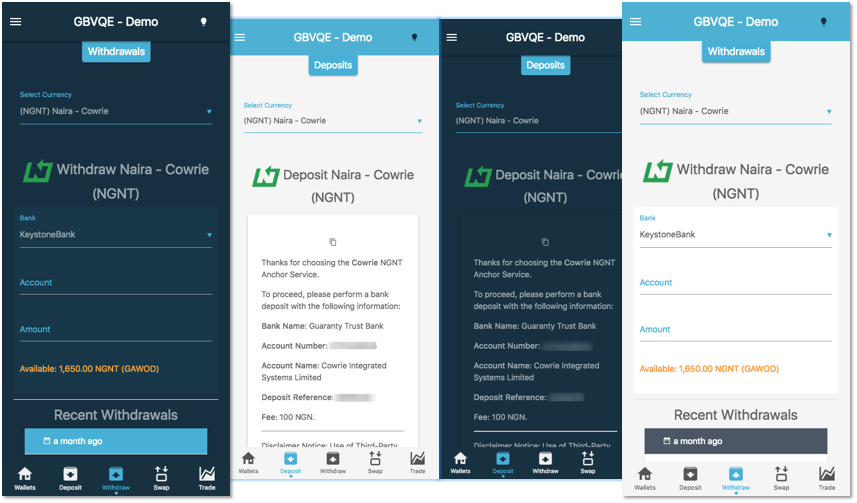 GBVQE - Demo
Withdrawals
Select Currency
(NGNT) Naira - Cowrie
Withdraw Naira - Cowrie
(NGNT)
Bank
KeystoneBank
Account
Amount
Available: 1,650.00 NGNT (GAWOD)
Recent Withdrawals
a month ago
Wallets
Deposit
Withdraw
Swap
Trade
GBVQE - Demo
Deposits
Select Currency
(NGNT) Naira - Cowrie
Deposit Naira - Cowrie
(NGNT)
Thanks for choosing the Cowrie NGNT
Anchor Service.
To proceed, please perform a bank
deposit with the following information:
Bank Name: Guaranty Trust Bank
Account Number:
Account Name: Cowrie Integrated
Systems Limited
Deposit Reference:
Fee: 100 NGN.
Disclaimer Notice: Use of Third-Party
Wallets
Deposit
Withdraw
Swap
Trade
GBVQE - Demo
Deposits
Select Currency
(NGNT) Naira - Cowrie
Deposit Naira - Cowrie
(NGNT)
Thanks for choosing the Cowrie NGNT
Anchor Service.
To proceed, please perform a bank
deposit with the following information:
Bank Name: Guaranty Trust Bank
Account Number:
Account Name: Cowrie Integrated
Systems Limited
Deposit Reference:
Fee: 100 NGN.
Disclaimer Notice: Use of Third-Party
Wallets
Deposit
Withdraw
Swap
GBVQE - Demo
Withdrawals
Select Currency
(NGNT) Naira - Cowrie
Withdraw Naira - Cowrie
(NGNT)
Bank
KeystoneBank
Account
Amount
Available: 1,650.00 NGNT (GAWOD)
Recent Withdrawals
a month ago
Wallets
Deposit
Withdraw
Swap
Trade